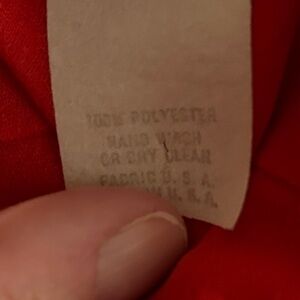 100% POLYESTER
HAND WASH
OR DRY CLEAN
FABRIC U.S.A.
U.S.A.